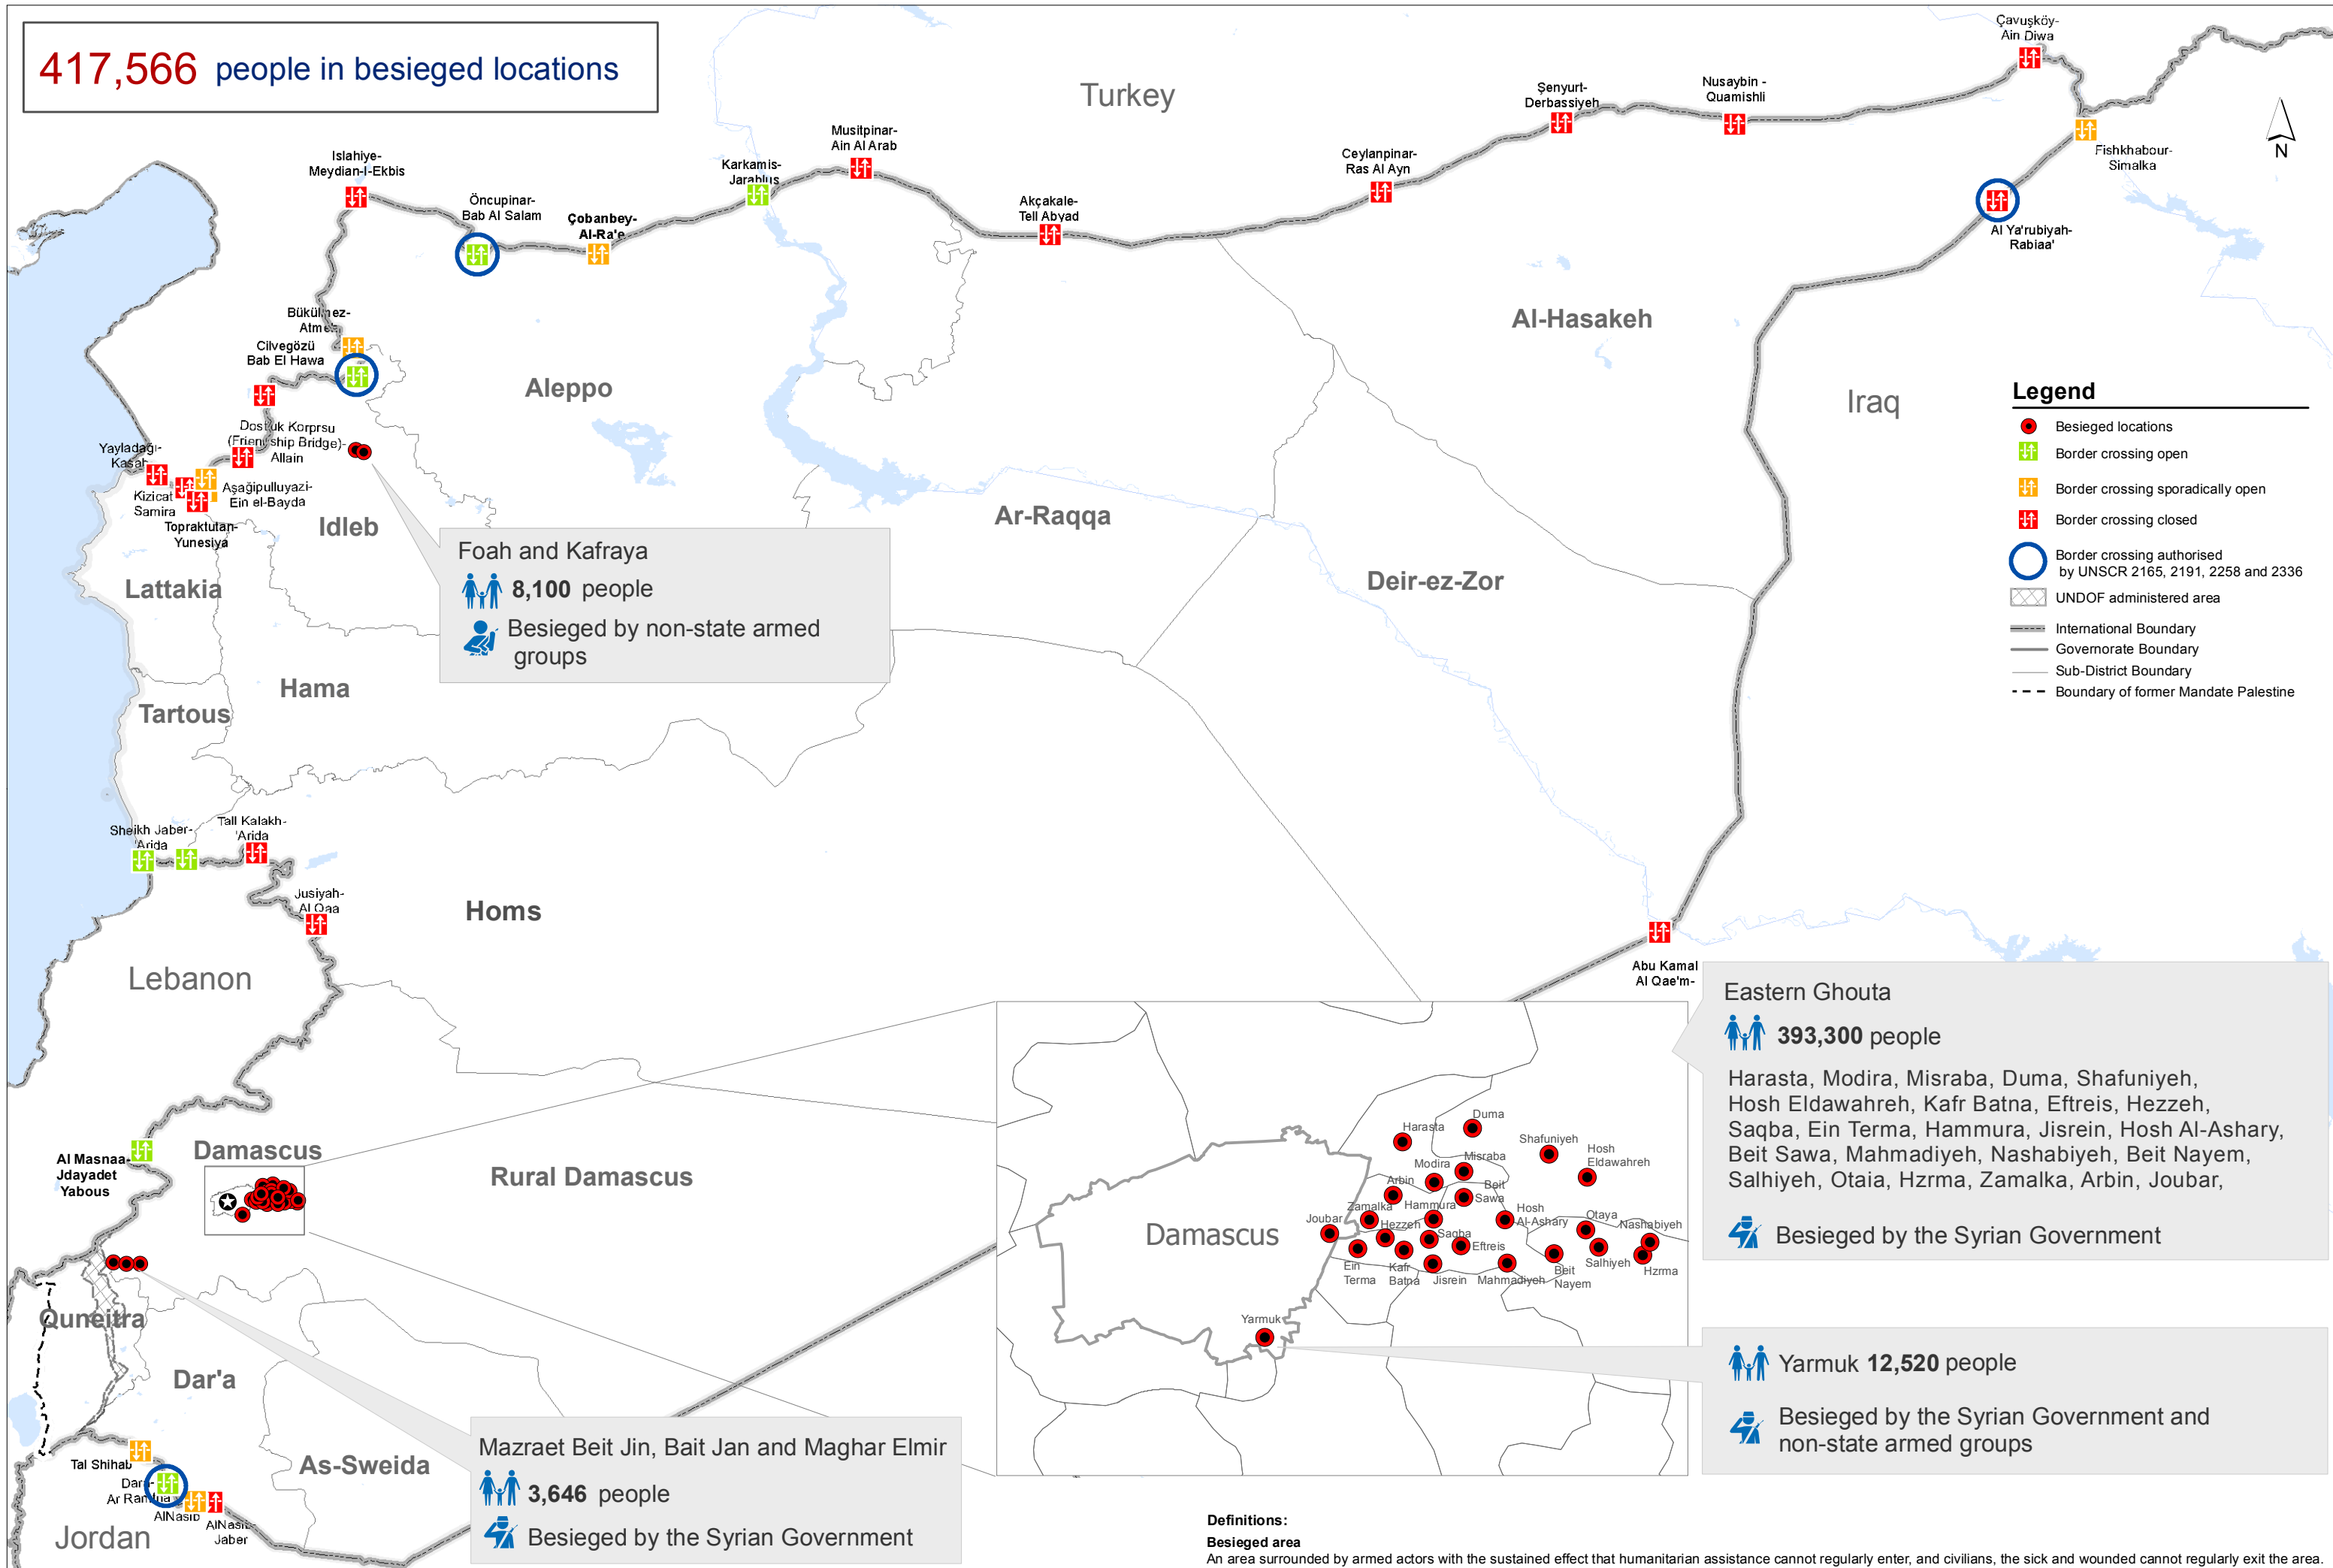 417,566 people in besieged locations
Turkey
Çavuşköy-
Ain Diwa
Şenyurt-
Derbassiyeh
Nusaybin -
Quamishli
Fishkhabour-
Simalka
N
Musitpinar-
Ain Al Arab
Karkamis-
Jarablus
Ceylanpinar-
Ras Al Ayn
Islahiye-
Meydian-I-Ekbis
Öncupinar-
Bab Al Salam
Çobanbey-
Al-Ra'e
Akçakale-
Tell Abyad
Al Ya'rubiyah-
Rabiaa'
Bükülmez-
Atmeh
Cilvegözü
Bab El Hawa
Aleppo
Al-Hasakeh
Iraq
Legend
Besieged locations
Border crossing open
Border crossing sporadically open
Border crossing closed
Border crossing authorised
by UNSCR 2165, 2191, 2258 and 2336
UNDOF administered area
International Boundary
Governorate Boundary
Sub-District Boundary
Boundary of former Mandate Palestine
Dostluk Korprsu
(Friendship Bridge)-
Allain
Yayladaği-
Kasab
Kizicat
Samira
Aşağipulluyazi-
Ein el-Bayda
Topraktutan-
Yunesiya
Idleb
Ar-Raqqa
Deir-ez-Zor
Lattakia
Foah and Kafraya
8,100 people
Besieged by non-state armed
groups
Hama
Tartous
Sheikh Jaber-
Arida
Tall Kalakh-
'Arida
Jusiyah-
Al Qaa
Homs
Lebanon
Abu Kamal
Al Qae'm-
Eastern Ghouta
393,300 people
Harasta, Modira, Misraba, Duma, Shafuniyeh,
Hosh Eldawahreh, Kafr Batna, Eftreis, Hezzeh,
Saqba, Ein Terma, Hammura, Jisrein, Hosh Al-Ashary,
Beit Sawa, Mahmadiyeh, Nashabiyeh, Beit Nayem,
Salhiyeh, Otaia, Hzrma, Zamalka, Arbin, Joubar,
Besieged by the Syrian Government
Al Masnaa-
Jdayadet
Yabous
Damascus
Rural Damascus
Damascus
Harasta
Duma
Shafuniyeh
Hosh
Eldawahreh
Modira
Misraba
Arbin
Beit
Sawa
Zamalka
Hammura
Hosh
Al-Ashary
Otaya
Nashabiyeh
Joubar
Hezzeh
Saqba
Eftreis
Ein
Terma
Kafr
Batna
Jisrein
Mahmadiyeh
Beit
Nayem
Salhiyeh
Hzrma
Yarmuk
Yarmuk 12,520 people
Besieged by the Syrian Government and
non-state armed groups
Quneitra
Dar'a
As-Sweida
Mazraet Beit Jin, Bait Jan and Maghar Elmir
3,646 people
Besieged by the Syrian Government
Tal Shihab
Dara-
Ar Ramtha
AlNasib
AlNasib-
Jaber
Jordan
Definitions:
Besieged area
An area surrounded by armed actors with the sustained effect that humanitarian assistance cannot regularly enter, and civilians, the sick and wounded cannot regularly exit the area.